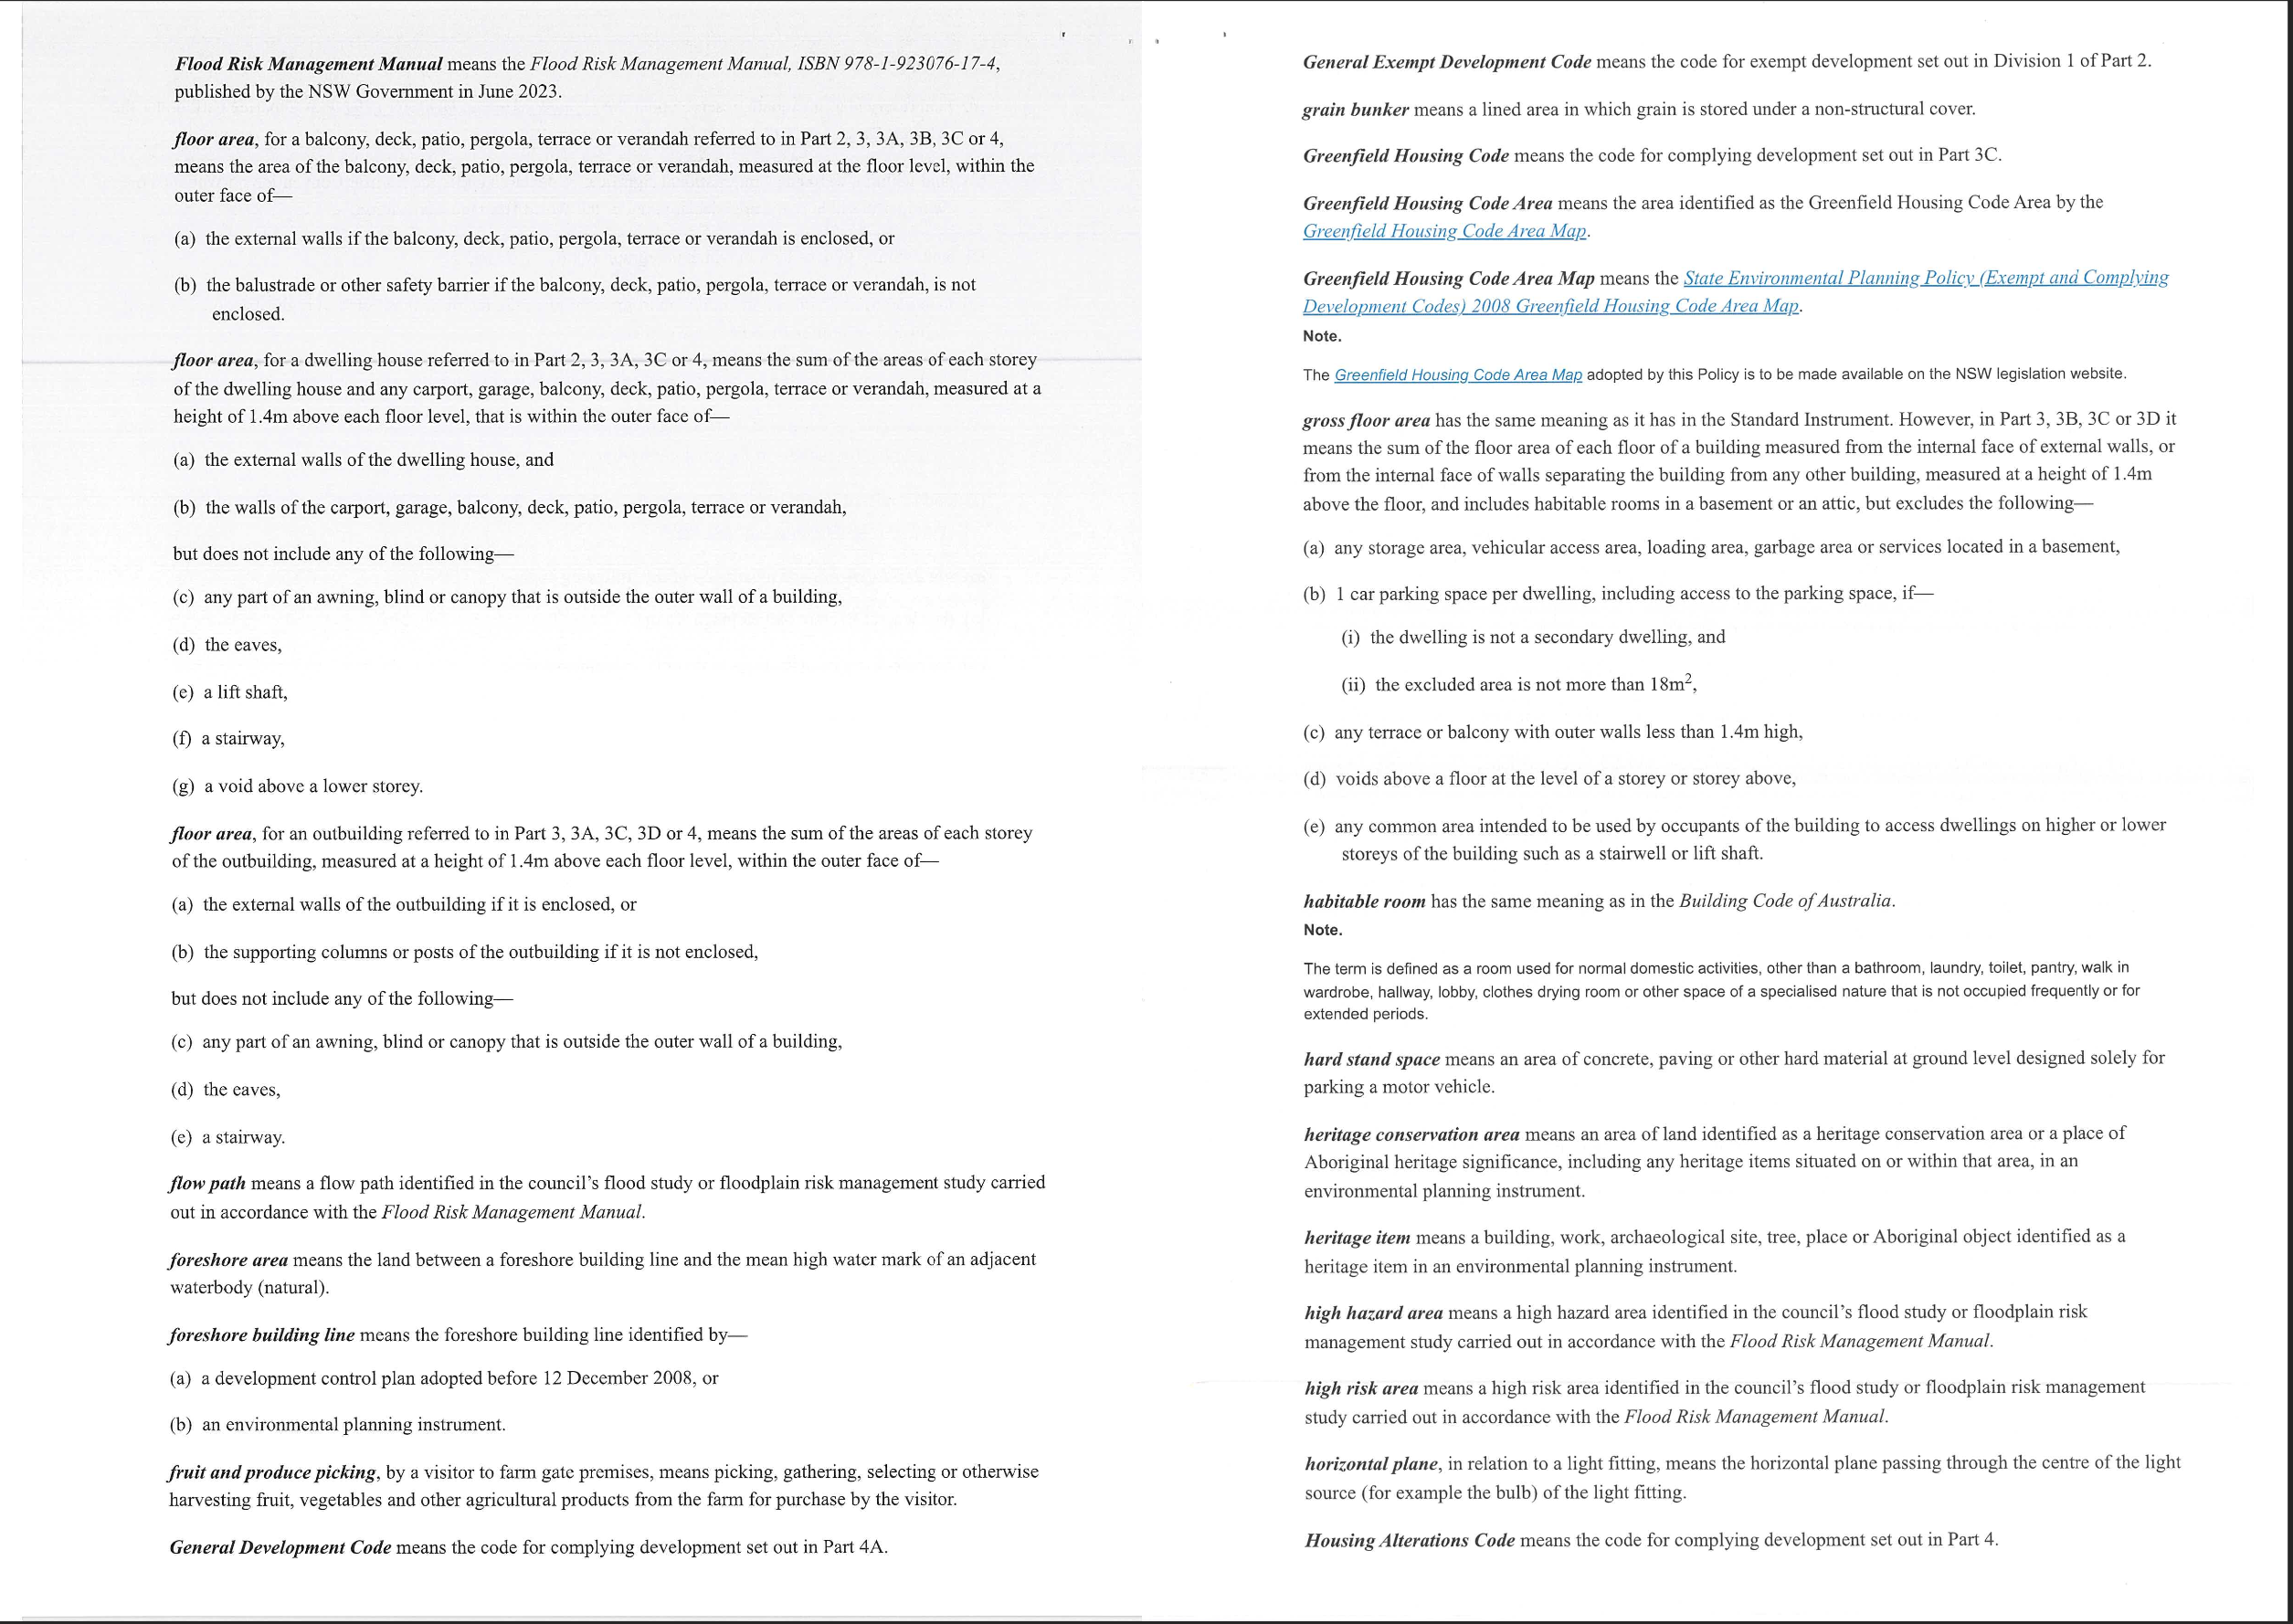 Flood Risk Management Manual means the Flood Risk Management Manual, ISBN 978-1-923076-17-4,
published by the NSW Government in June 2023.
floor area, for a balcony, deck, patio, pergola, terrace or verandah referred to in Part 2, 3, 3A, 3B, 3C or 4,
means the area of the balcony, deck, patio, pergola, terrace or verandah, measured at the floor level, within the
outer face of—
(a) the external walls if the balcony, deck, patio, pergola, terrace or verandah is enclosed, or
(b) the balustrade or other safety barrier if the balcony, deck, patio, pergola, terrace or verandah, is not
enclosed.
floor area, for a dwelling house referred to in Part 2, 3, 3A, 3C or 4, means the sum of the areas of each storey
of the dwelling house and any carport, garage, balcony, deck, patio, pergola, terrace or verandah, measured at a
height of 1.4m above each floor level, that is within the outer face of—
(a) the external walls of the dwelling house, and
(b) the walls of the carport, garage, balcony, deck, patio, pergola, terrace or verandah,
but does not include any of the following—
(c) any part of an awning, blind or canopy that is outside the outer wall of a building,
(d) the eaves,
(e) a lift shaft,
(f) a stairway,
(g) a void above a lower storey.
floor area, for an outbuilding referred to in Part 3, 3A, 3C, 3D or 4, means the sum of the areas of each storey
of the outbuilding, measured at a height of 1.4m above each floor level, within the outer face of—
(a) the external walls of the outbuilding if it is enclosed, or
(b) the supporting columns or posts of the outbuilding if it is not enclosed,
but does not include any of the following—
(c) any part of an awning, blind or canopy that is outside the outer wall of a building,
(d) the eaves,
(e) a stairway.
flow path means a flow path identified in the council's flood study or floodplain risk management study carried
out in accordance with the Flood Risk Management Manual.
foreshore area means the land between a foreshore building line and the mean high water mark of an adjacent
waterbody (natural).
foreshore building line means the foreshore building line identified by—
(a) a development control plan adopted before 12 December 2008, or
(b) an environmental planning instrument.
fruit and produce picking, by a visitor to farm gate premises, means picking, gathering, selecting or otherwise
harvesting fruit, vegetables and other agricultural products from the farm for purchase by the visitor.
General Development Code means the code for complying development set out in Part 4A.
General Exempt Development Code means the code for exempt development set out in Division 1 of Part 2.
grain bunker means a lined area in which grain is stored under a non-structural cover.
Greenfield Housing Code means the code for complying development set out in Part 3C.
Greenfield Housing Code Area means the area identified as the Greenfield Housing Code Area by the
Greenfield Housing Code Area Map.
Greenfield Housing Code Area Map means the State Environmental Planning Policy (Exempt and Complying
Development Codes) 2008 Greenfield Housing Code Area Map.
Note.
The Greenfield Housing Code Area Map adopted by this Policy is to be made available on the NSW legislation website.
gross floor area has the same meaning as it has in the Standard Instrument. However, in Part 3, 3B, 3C or 3D it
means the sum of the floor area of each floor of a building measured from the internal face of external walls, or
from the internal face of walls separating the building from any other building, measured at a height of 1.4m
above the floor, and includes habitable rooms in a basement or an attic, but excludes the following—
(a) any storage area, vehicular access area, loading area, garbage area or services located in a basement,
(b) 1 car parking space per dwelling, including access to the parking space, if—
(i) the dwelling is not a secondary dwelling, and
(ii) the excluded area is not more than 18m²,
(c) any terrace or balcony with outer walls less than 1.4m high,
(d) voids above a floor at the level of a storey or storey above,
(e) any common area intended to be used by occupants of the building to access dwellings on higher or lower
storeys of the building such as a stairwell or lift shaft.
habitable room has the same meaning as in the Building Code of Australia.
Note.
The term is defined as a room used for normal domestic activities, other than a bathroom, laundry, toilet, pantry, walk in
wardrobe, hallway, lobby, clothes drying room or other space of a specialised nature that is not occupied frequently or for
extended periods.
hard stand space means an area of concrete, paving or other hard material at ground level designed solely for
parking a motor vehicle.
heritage conservation area means an area of land identified as a heritage conservation area or a place of
Aboriginal heritage significance, including any heritage items situated on or within that area, in an
environmental planning instrument.
heritage item means a building, work, archaeological site, tree, place or Aboriginal object identified as a
heritage item in an environmental planning instrument.
high hazard area means a high hazard area identified in the council's flood study or floodplain risk
management study carried out in accordance with the Flood Risk Management Manual.
high risk area means a high risk area identified in the council's flood study or floodplain risk management
study carried out in accordance with the Flood Risk Management Manual.
horizontal plane, in relation to a light fitting, means the horizontal plane passing through the centre of the light
source (for example the bulb) of the light fitting.
Housing Alterations Code means the code for complying development set out in Part 4.